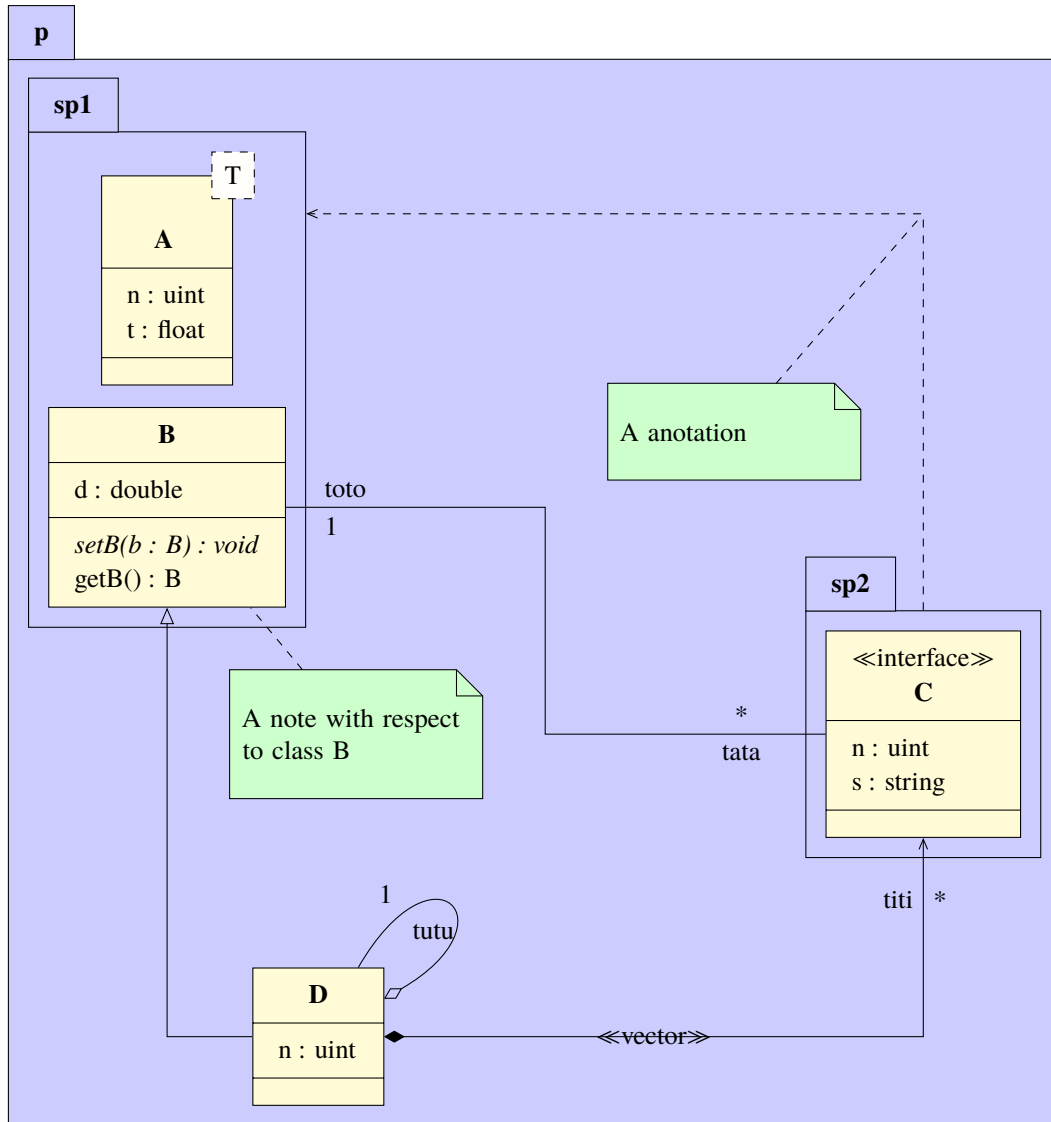 p
sp1
T
A
n : uint
t : float
B
d : double
setB(b : B) : void
getB() : B
toto
1
A anotation
sp2
≪interface≫
C
n : uint
s : string
*
tata
A note with respect
to class B
titi
*
1
tutu
D
n : uint
≪vector≫